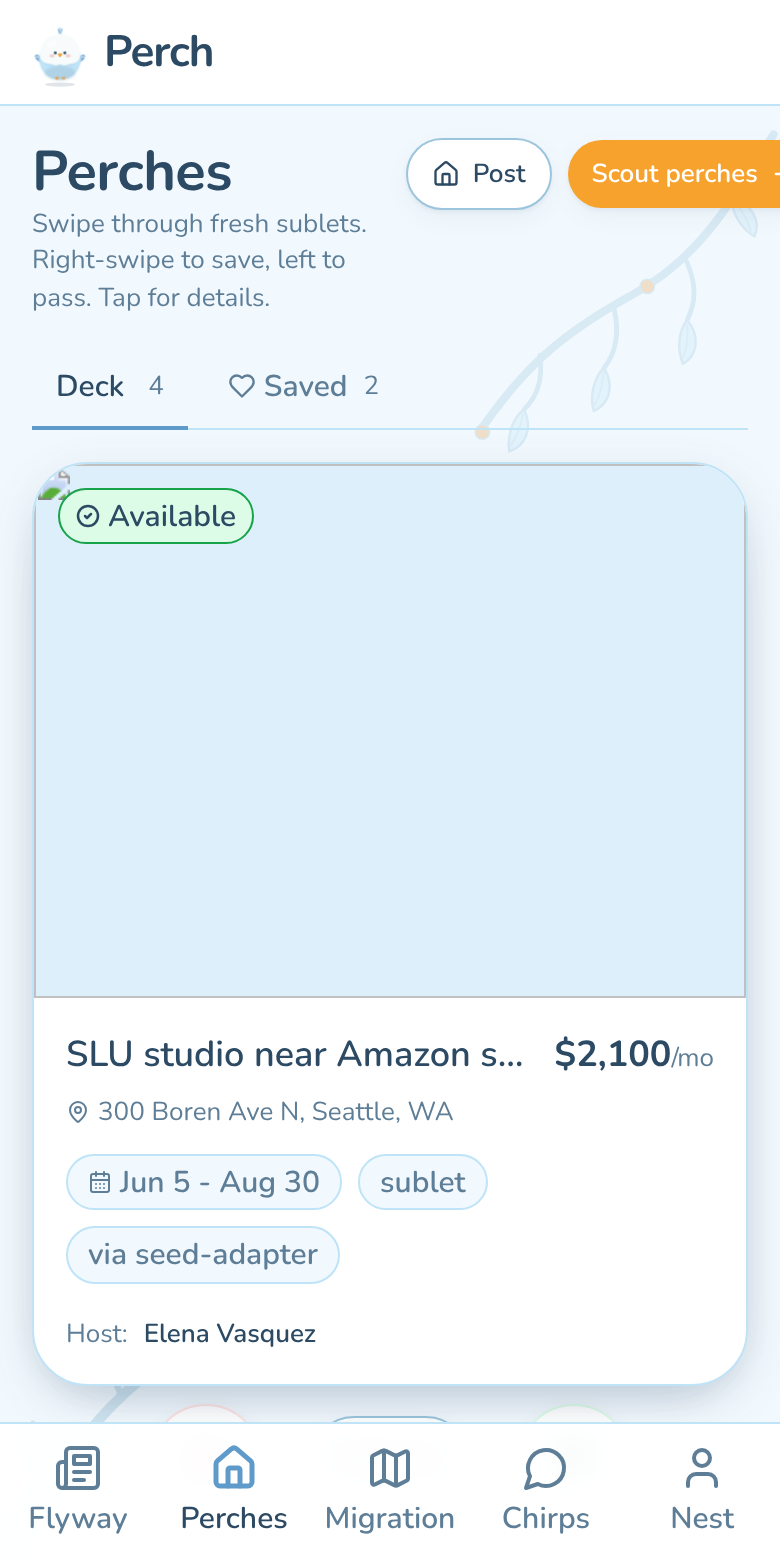 Perch
Perches
Post
Scout perches
Swipe through fresh sublets.
Right-swipe to save, left to
pass. Tap for details.
Deck 4
Saved 2
Available
SLU studio near Amazon s...
$2,100/mo
300 Boren Ave N, Seattle, WA
Jun 5 - Aug 30
sublet
via seed-adapter
Host: Elena Vasquez
Flyway
Perches
Migration
Chirps
Nest